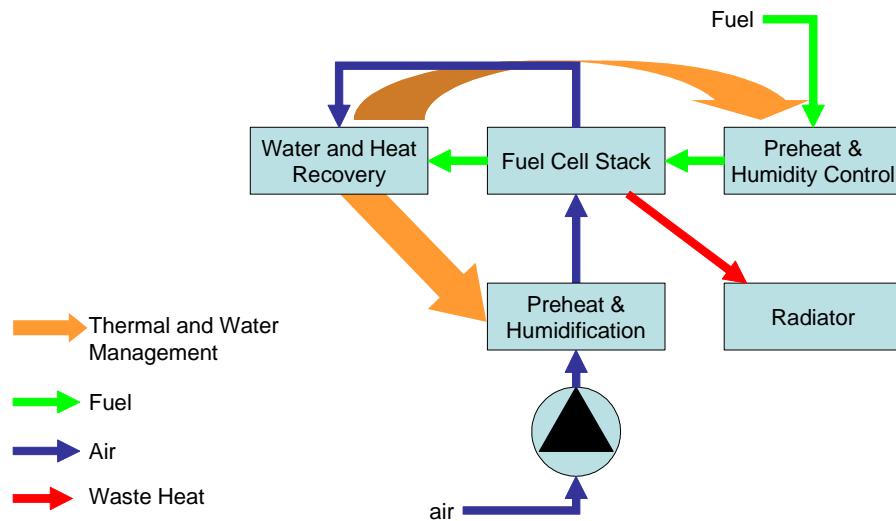 Fuel
Water and Heat
Recovery
Fuel Cell Stack
Preheat &
Humidity Control
Preheat &
Humidification
Radiator
Thermal and Water
Management
Fuel
Air
Waste Heat
air